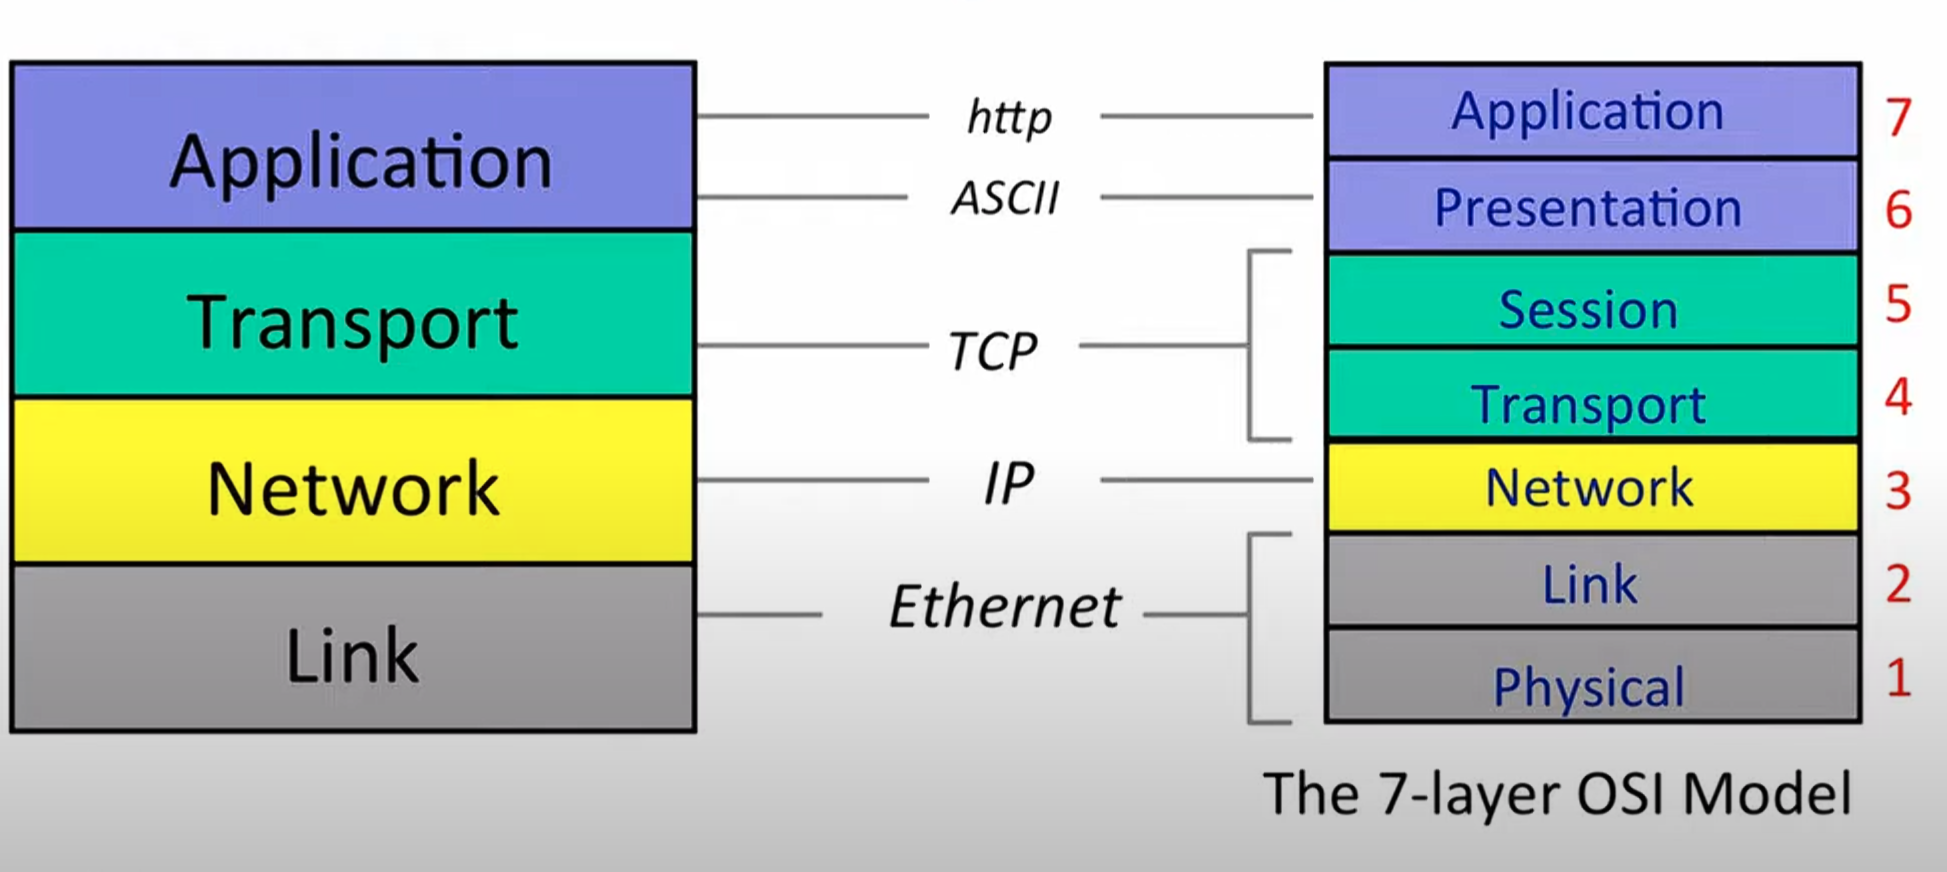 Application
Transport
Network
Link
http
ASCII
TCP
IP
Ethernet
Application 7
Presentation 6
Session 5
Transport 4
Network 3
Link 2
Physical 1
The 7-layer OSI Model